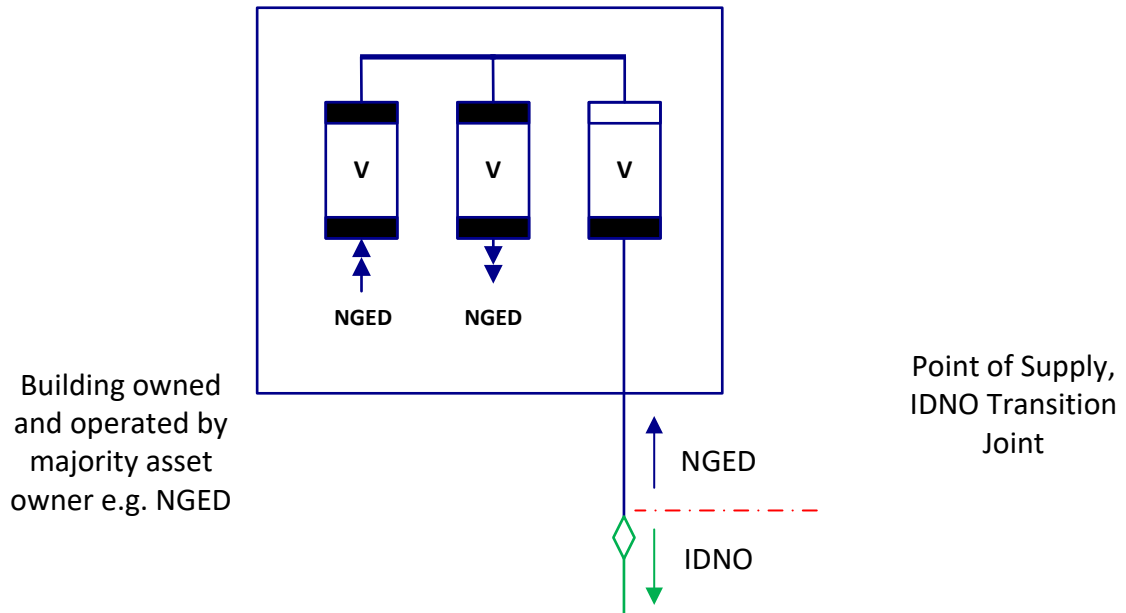 V
V
V
NGED
NGED
Building owned
and operated by
majority asset
owner e.g. NGED
Point of Supply,
IDNO Transition
Joint
NGED
IDNO